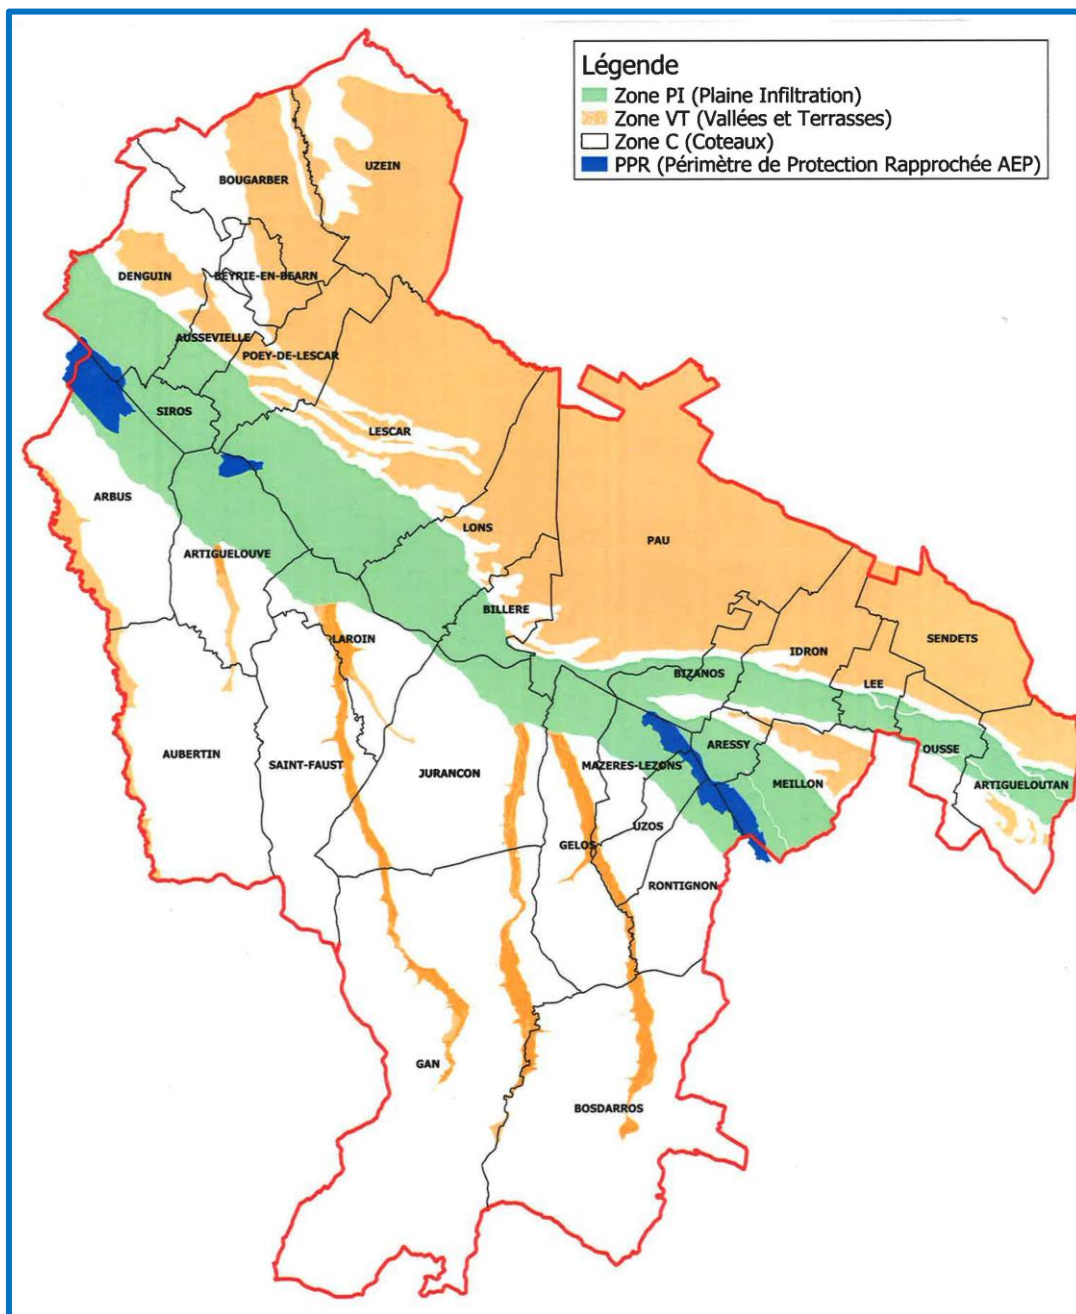 Légende
Zone PI (Plaine Infiltration)
Zone VT (Vallées et Terrasses)
Zone C (Coteaux)
PPR (Périmètre de Protection Rapprochée AEP)
UZEIN
BOUGARBER
DENGUIN
BEYRIE-EN-BEARN
AUSSEVIELLE
POEY-DE-LESCAR
SIROS
LESCAR
ARBUS
LONS
PAU
ARTIGUELOUVE
BILLERE
LAROIN
SENDETS
IDRON
BIZANOS
LEE
AUBERTIN
SAINT-FAUST
JURANCON
MAZERES-LEZONS
ARESSY
OUSSE
MEILLON
ARTIGUELOUTAN
UZOS
GELOS
RONTIGNON
GAN
BOSDARROS